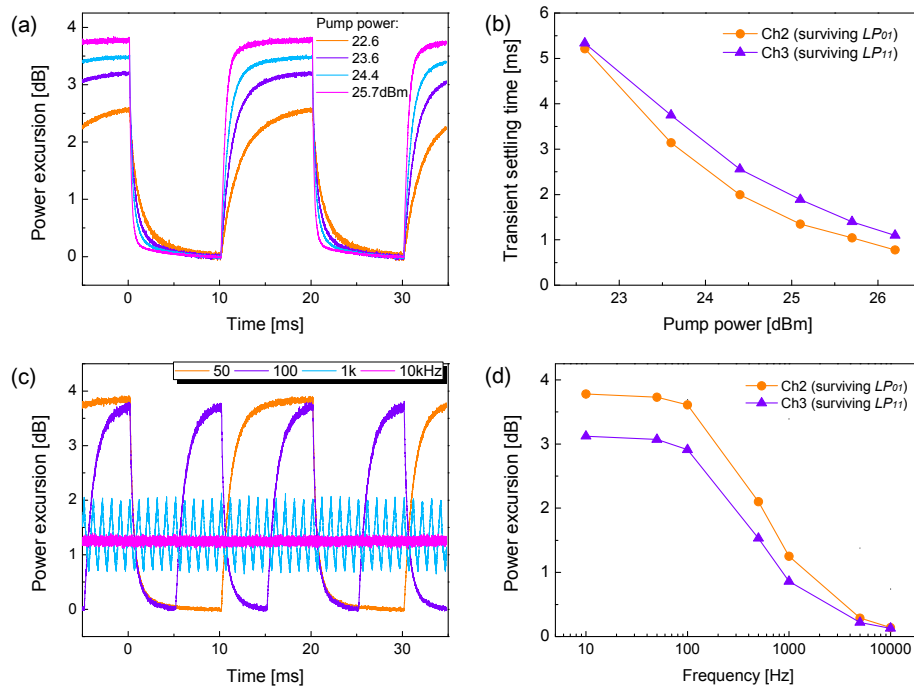 (a)
Pump power:
22.6
23.6
24.4
25.7dBm
Power excursion [dB]
4
3
2
1
0
0
10
20
30
Time [ms]
(b)
Ch2 (surviving LP01)
Ch3 (surviving LP11)
Transient settling time [ms]
6
5
4
3
2
1
0
23
24
25
26
Pump power [dBm]
(c)
50 100 1k 10kHz
Power excursion [dB]
4
3
2
1
0
0
10
20
30
Time [ms]
(d)
Ch2 (surviving LP01)
Ch3 (surviving LP11)
Power excursion [dB]
4
3
2
1
0
10
100
1000
10000
Frequency [Hz]